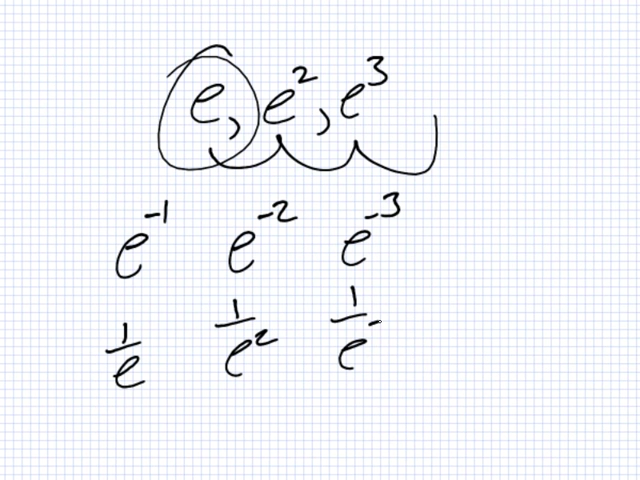 e, e², e³
e⁻¹ e⁻² e⁻³
1/e 1/e² 1/e⁻